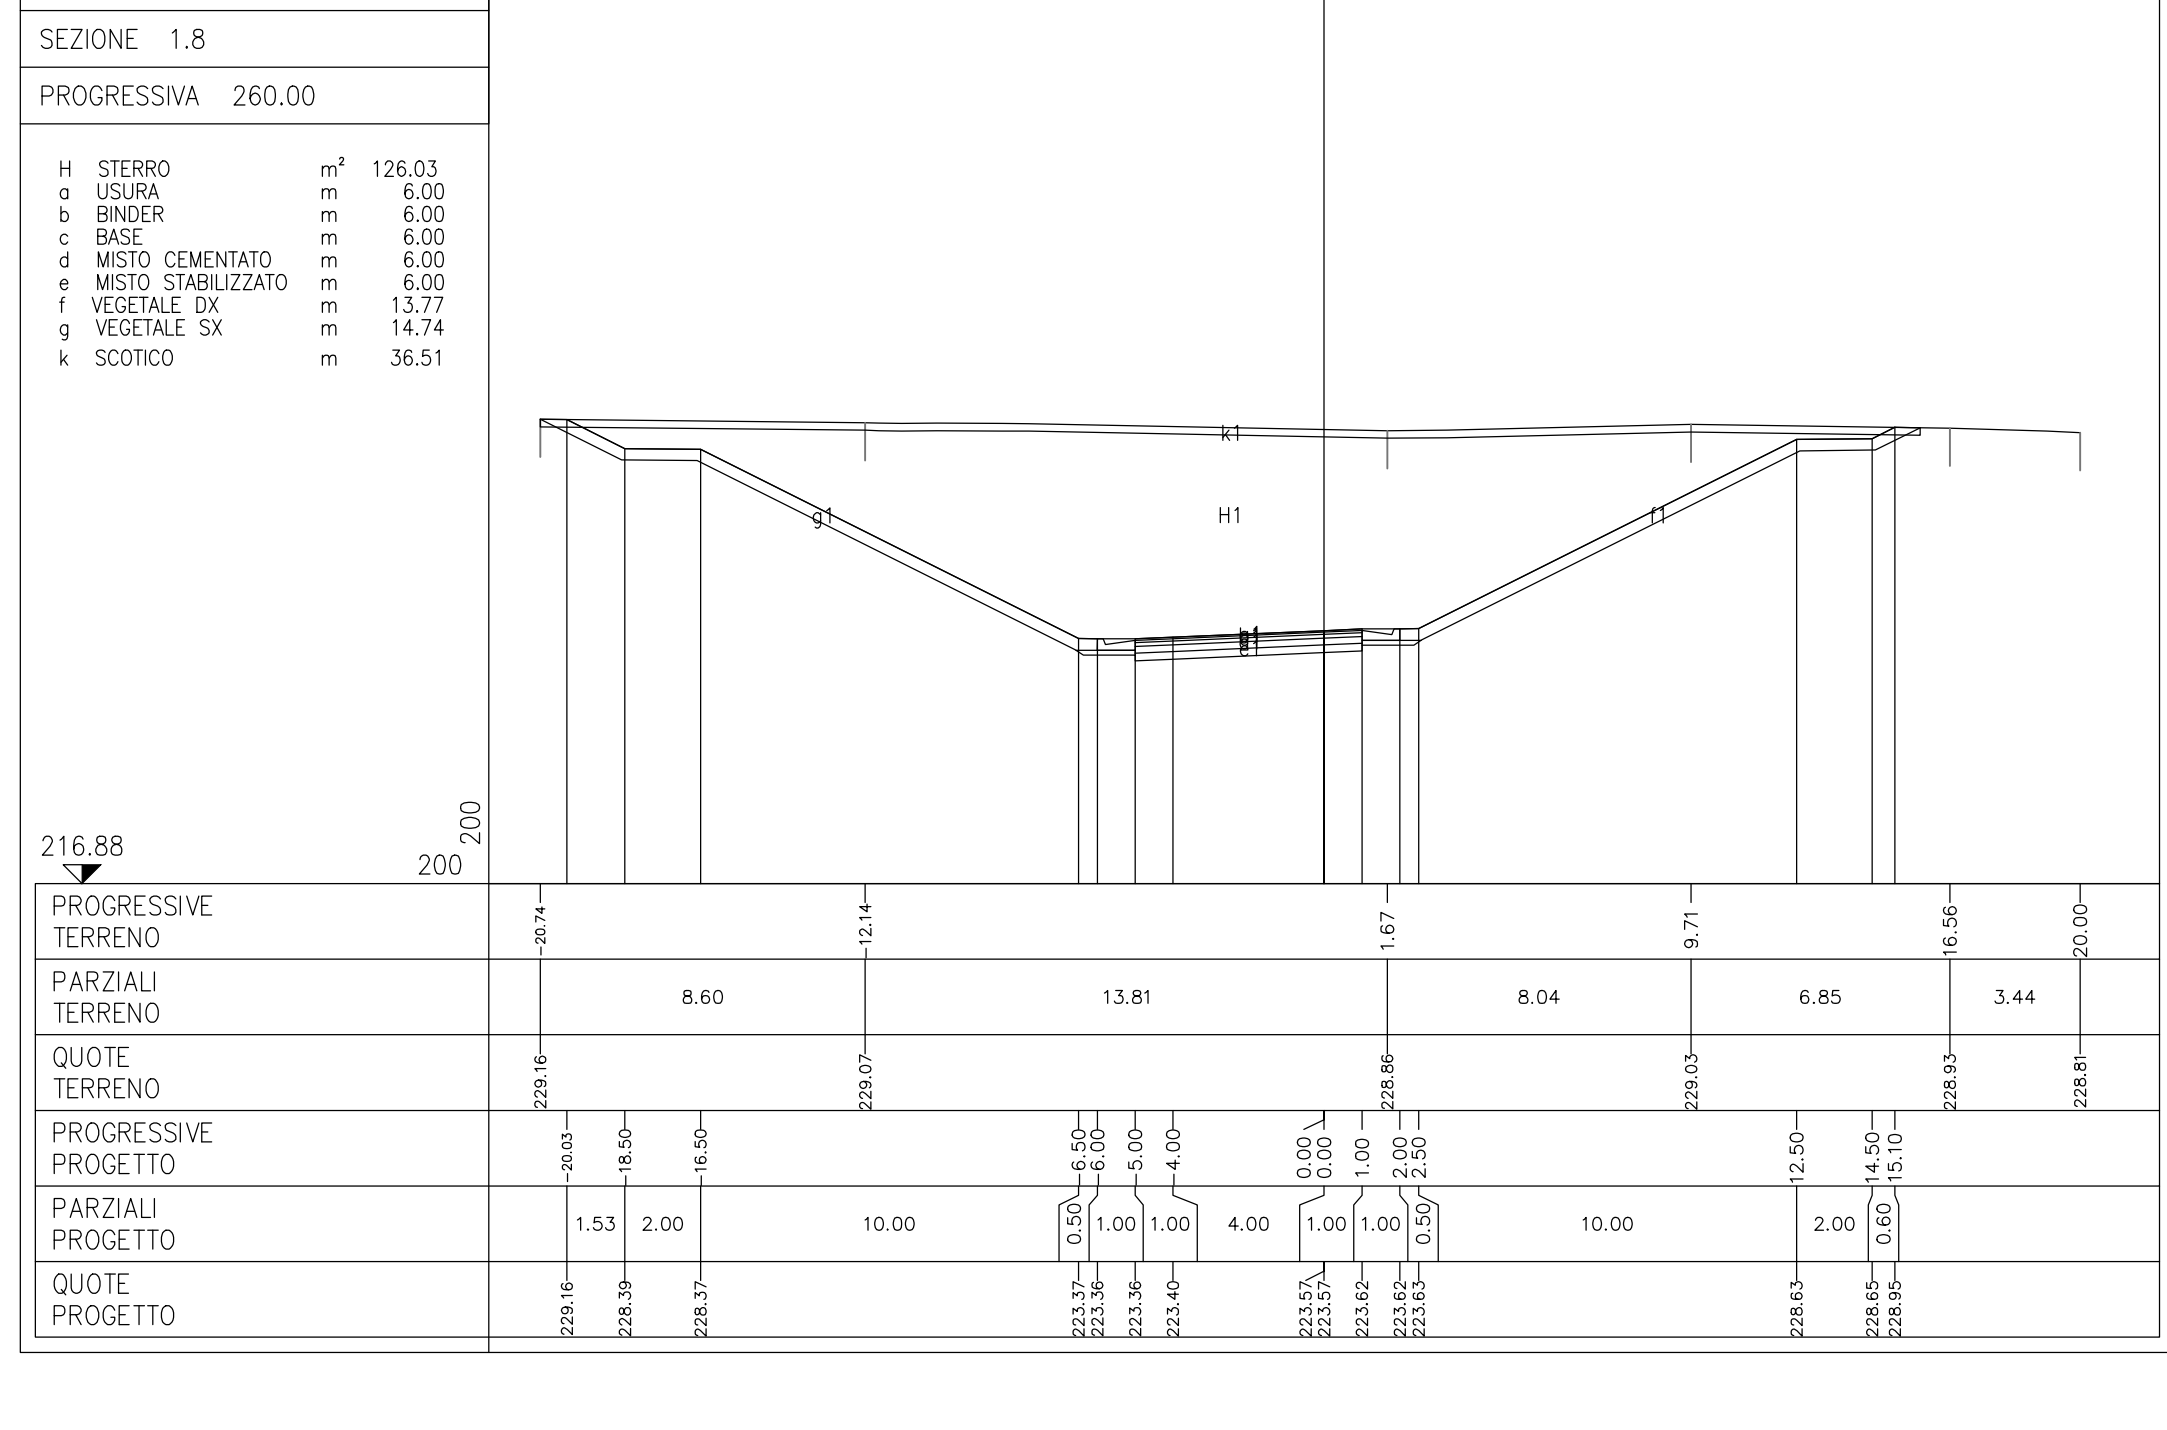 SEZIONE 1.8
PROGRESSIVA 260.00
H STERRO m² 126.03
a USURA m 6.00
b BINDER m 6.00
c BASE m 6.00
d MISTO CEMENTATO m 6.00
e MISTO STABILIZZATO m 6.00
f VEGETALE DX m 13.77
g VEGETALE SX m 14.74
k SCOTICO m 36.51
k1
g1 H1 f1
200
216.88
200
PROGRESSIVE
TERRENO
-20.74 -12.14 1.67 9.71 16.56 20.00
PARZIALI
TERRENO
8.60 13.81 8.04 6.85 3.44
QUOTE
TERRENO
229.16 229.07 228.86 229.03 228.93 228.81
PROGRESSIVE
PROGETTO
-20.03 -18.50 -16.50 -6.50 -6.00 -5.00 -4.00 0.00 0.00 1.00 2.00 2.50 12.50 14.50 15.10
PARZIALI
PROGETTO
1.53 2.00 10.00 0.50 1.00 1.00 4.00 1.00 1.00 0.50 10.00 2.00 0.60
QUOTE
PROGETTO
229.16 228.39 228.37 223.37 223.36 223.36 223.40 223.57 223.57 223.62 223.62 223.63 228.63 228.65 228.95